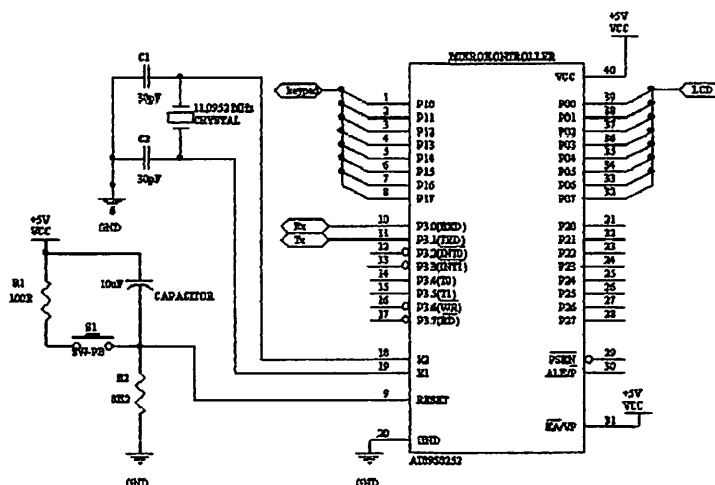 +5V
VCC
MIKROKONTROLLER
C1
30pF
11.0952 MHz
CRYSTAL
C2
30pF
GND
keypad
1
2
3
4
5
6
7
8
P10
P11
P12
P13
P14
P15
P16
P17
VCC
40
P00
P01
P02
P03
P04
P05
P06
P07
39
38
37
36
35
34
33
32
LCD
Rx
Tx
10
11
12
13
14
15
16
17
P3.0(RXD)
P3.1(TXD)
P3.2(INT0)
P3.3(INT1)
P3.4(T0)
P3.5(T1)
P3.6(WR)
P3.7(RD)
P20
P21
P22
P23
P24
P25
P26
P27
21
22
23
24
25
26
27
28
+5V
VCC
R1
100R
10uF
CAPACITOR
S1
SW-PB
R2
8K2
GND
18
19
X2
X1
9
RESET
20
GND
GND
PSEN
ALE/P
29
30
+5V
VCC
EA/VP
31
AT89S8252